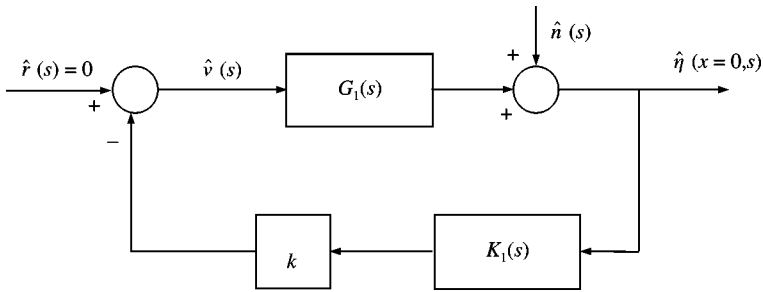 n̂ (s)
r̂ (s) = 0
v̂ (s)
η̂ (x = 0,s)
+
G₁(s)
+
+
−
k
K₁(s)